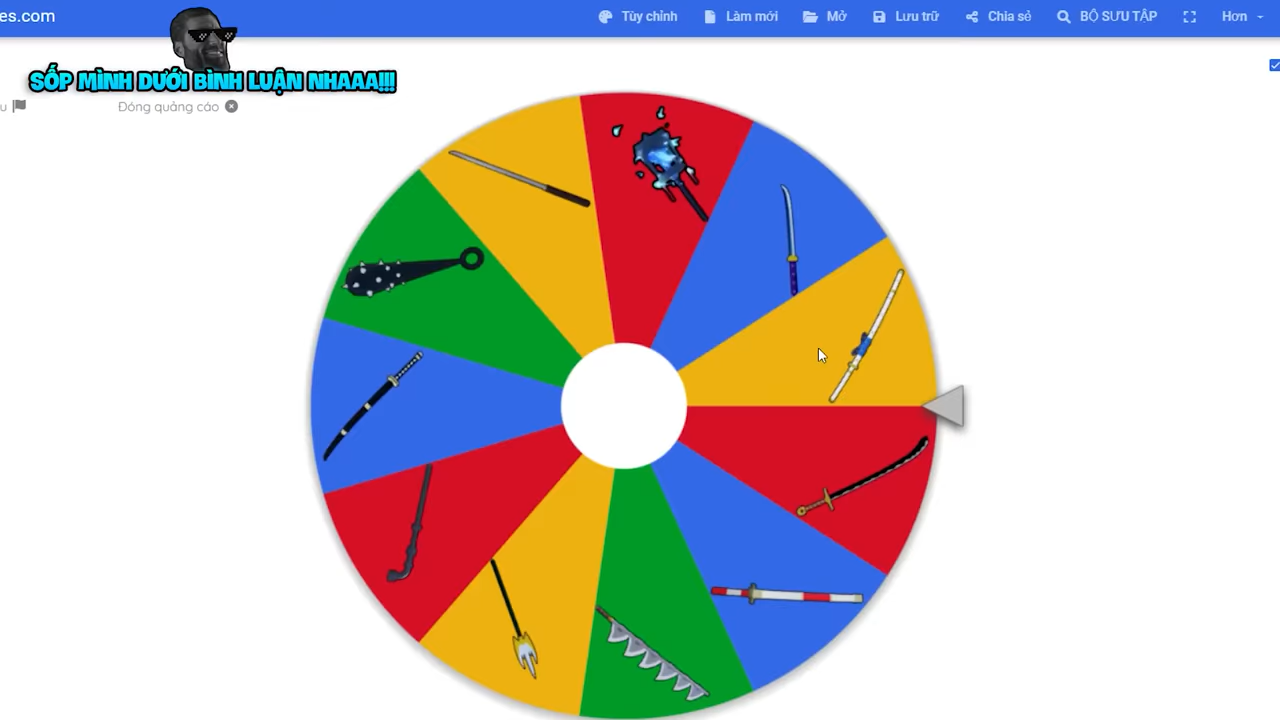 es.com
Tùy chỉnh
Làm mới
Mở
Lưu trữ
Chia sẻ
BỘ SƯU TẬP
Hơn
SỐP MÌNH DƯỚI BÌNH LUẬN NHAAA!!!
u
Đóng quảng cáo